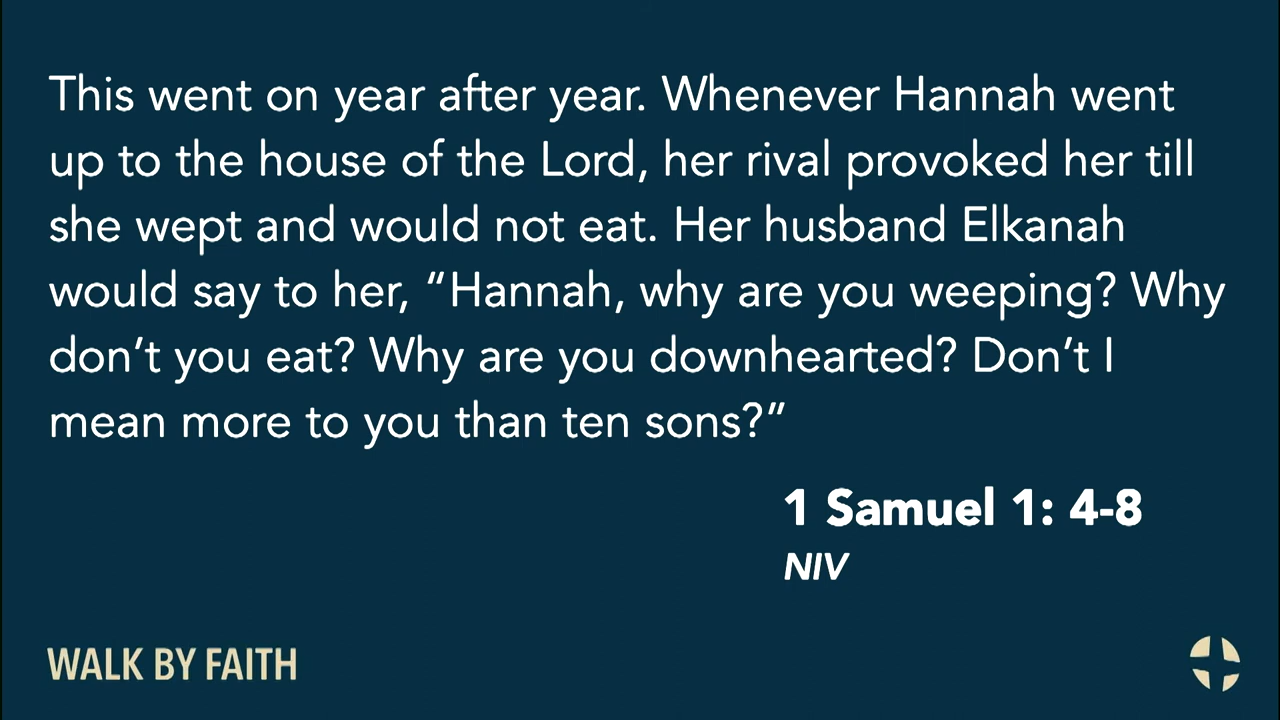 This went on year after year. Whenever Hannah went
up to the house of the Lord, her rival provoked her till
she wept and would not eat. Her husband Elkanah
would say to her, “Hannah, why are you weeping? Why
don’t you eat? Why are you downhearted? Don’t I
mean more to you than ten sons?”
1 Samuel 1: 4-8
NIV
WALK BY FAITH